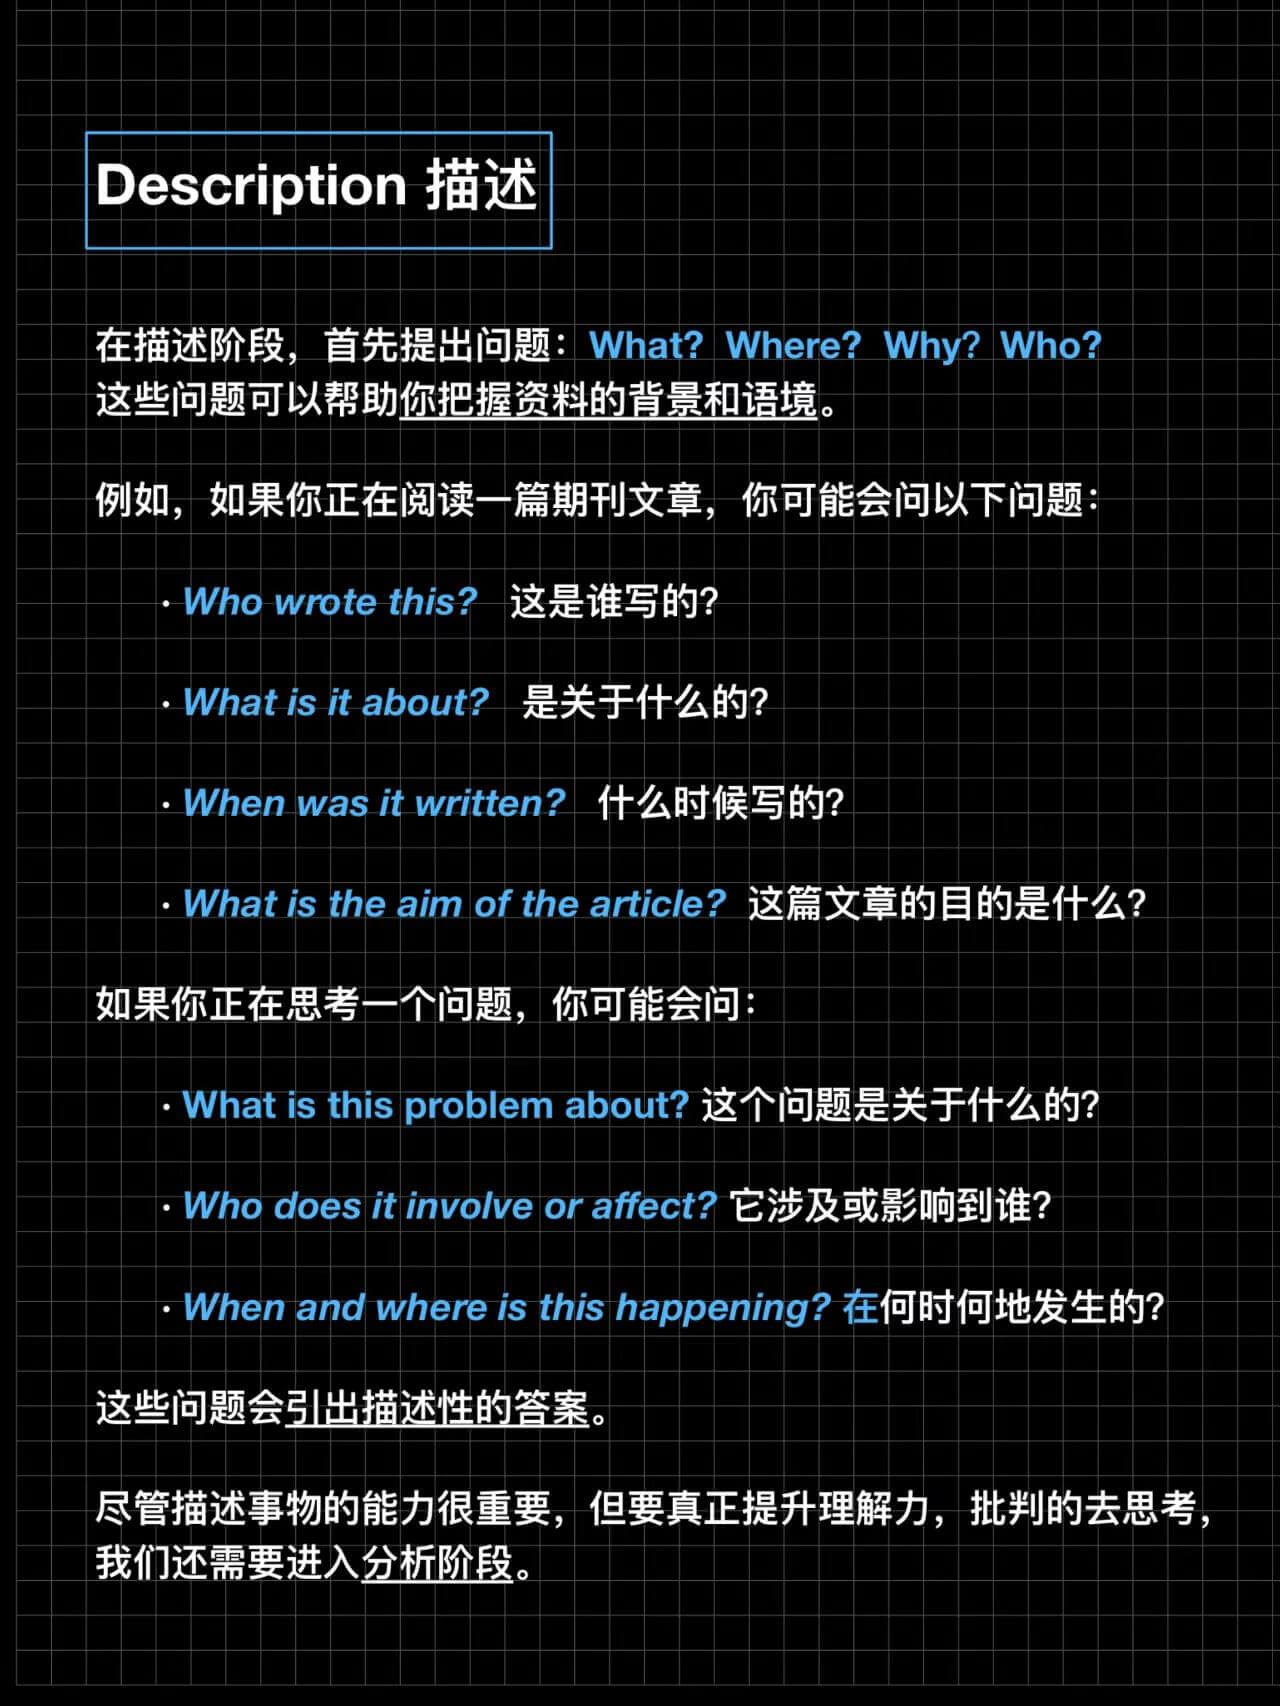 Description 描述
在描述阶段，首先提出问题：What? Where? Why? Who?
这些问题可以帮助你把握资料的背景和语境。
例如，如果你正在阅读一篇期刊文章，你可能会问以下问题：
· Who wrote this? 这是谁写的？
· What is it about? 是关于什么的？
· When was it written? 什么时候写的？
· What is the aim of the article? 这篇文章的目的是什么？
如果你正在思考一个问题，你可能会问：
· What is this problem about? 这个问题是关于什么的？
· Who does it involve or affect? 它涉及或影响到谁？
· When and where is this happening? 在何时何地发生的？
这些问题会引出描述性的答案。
尽管描述事物的能力很重要，但要真正提升理解力，批判的去思考，
我们还需要进入分析阶段。